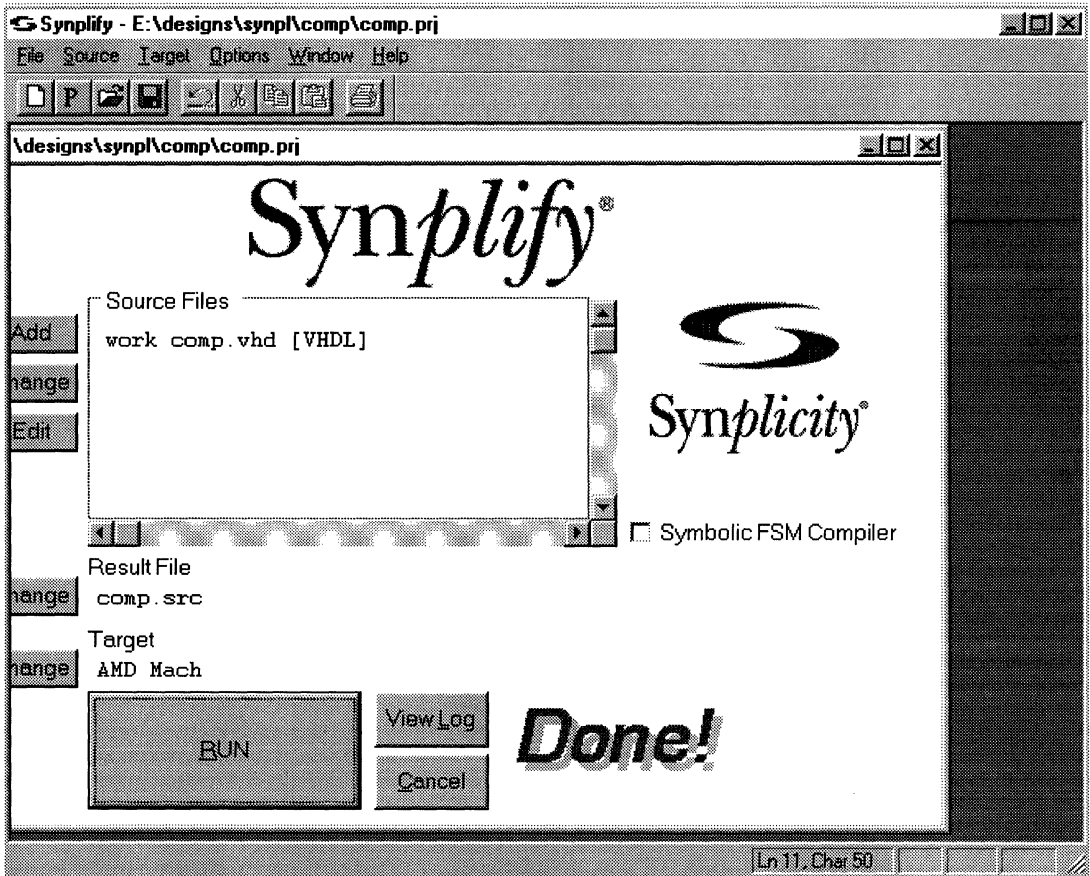 Synplify - E:\designs\synpl\comp\comp.prj
File Source Target Options Window Help
P
\designs\synpl\comp\comp.prj
Synplify®
Source Files
Add
work comp.vhd [VHDL]
hange
Edit
Synplicity®
Symbolic FSM Compiler
Result File
hange
comp.src
Target
hange
AMD Mach
RUN
View Log
Cancel
Done!
Ln 11, Char 50